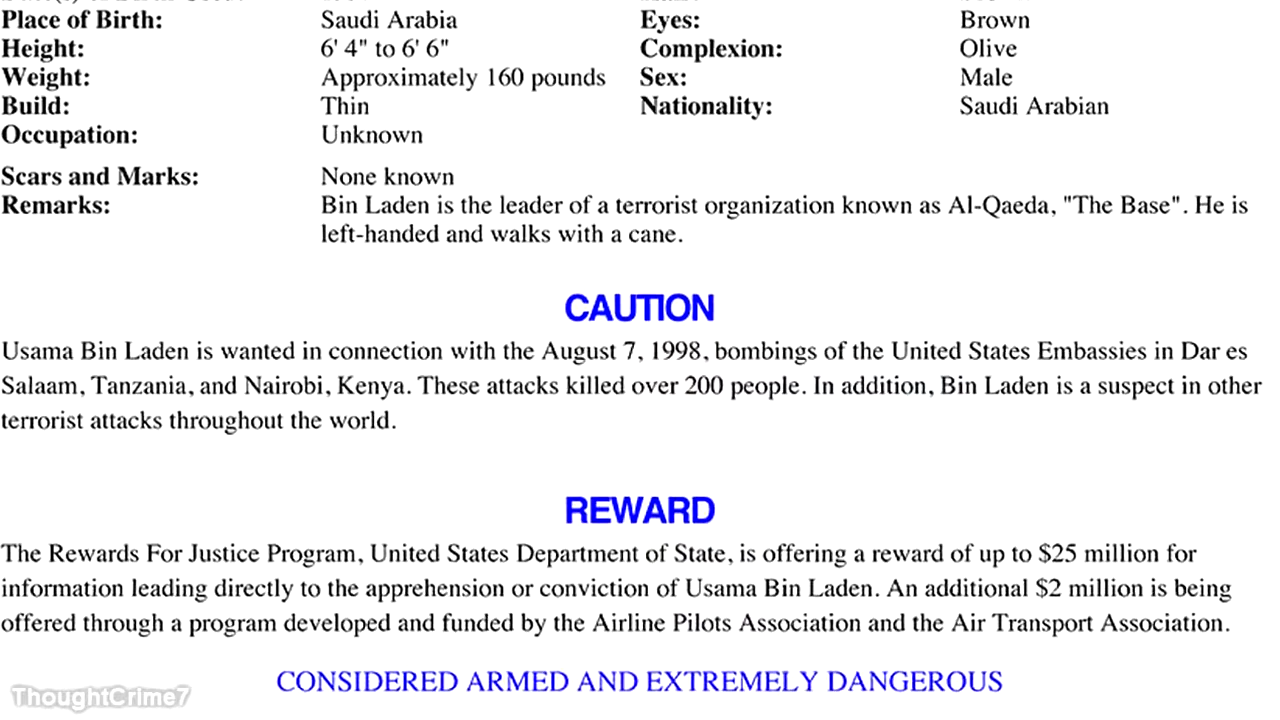 Place of Birth: Saudi Arabia Eyes: Brown
Height: 6' 4" to 6' 6" Complexion: Olive
Weight: Approximately 160 pounds Sex: Male
Build: Thin Nationality: Saudi Arabian
Occupation: Unknown
Scars and Marks: None known
Remarks: Bin Laden is the leader of a terrorist organization known as Al-Qaeda, "The Base". He is
left-handed and walks with a cane.
CAUTION
Usama Bin Laden is wanted in connection with the August 7, 1998, bombings of the United States Embassies in Dar es
Salaam, Tanzania, and Nairobi, Kenya. These attacks killed over 200 people. In addition, Bin Laden is a suspect in other
terrorist attacks throughout the world.
REWARD
The Rewards For Justice Program, United States Department of State, is offering a reward of up to $25 million for
information leading directly to the apprehension or conviction of Usama Bin Laden. An additional $2 million is being
offered through a program developed and funded by the Airline Pilots Association and the Air Transport Association.
CONSIDERED ARMED AND EXTREMELY DANGEROUS
ThoughtCrime7